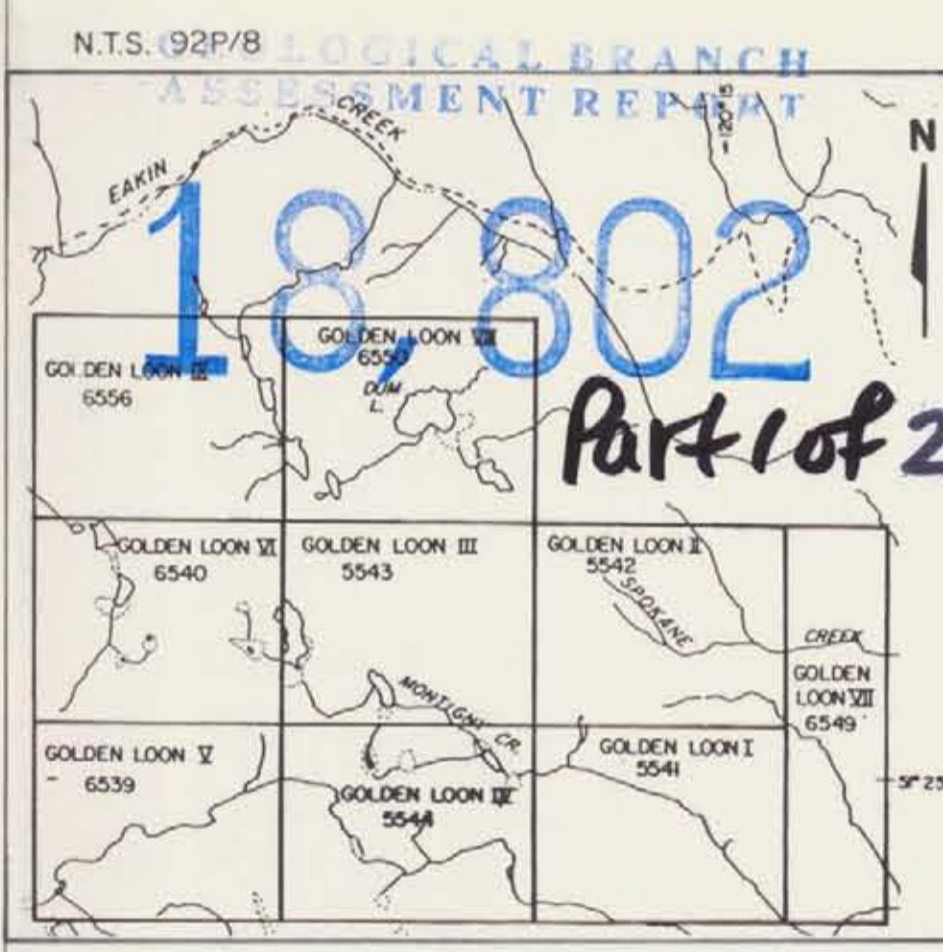 N.T.S. 92P/8
GEOLOGICAL BRANCH
ASSESSMENT REPORT
CREEK
EAKIN
N
18,802
GOLDEN LOON VIII
GOLDEN LOON IX
6556
DUM
L.
Part 1 of 2
GOLDEN LOON VI
6540
GOLDEN LOON III
5543
GOLDEN LOON II
5542
SPOKANE
CREEK
GOLDEN
LOON VII
6549
MONTIGNY CR.
GOLDEN LOON V
6539
GOLDEN LOON IV
5544
GOLDEN LOON I
5541